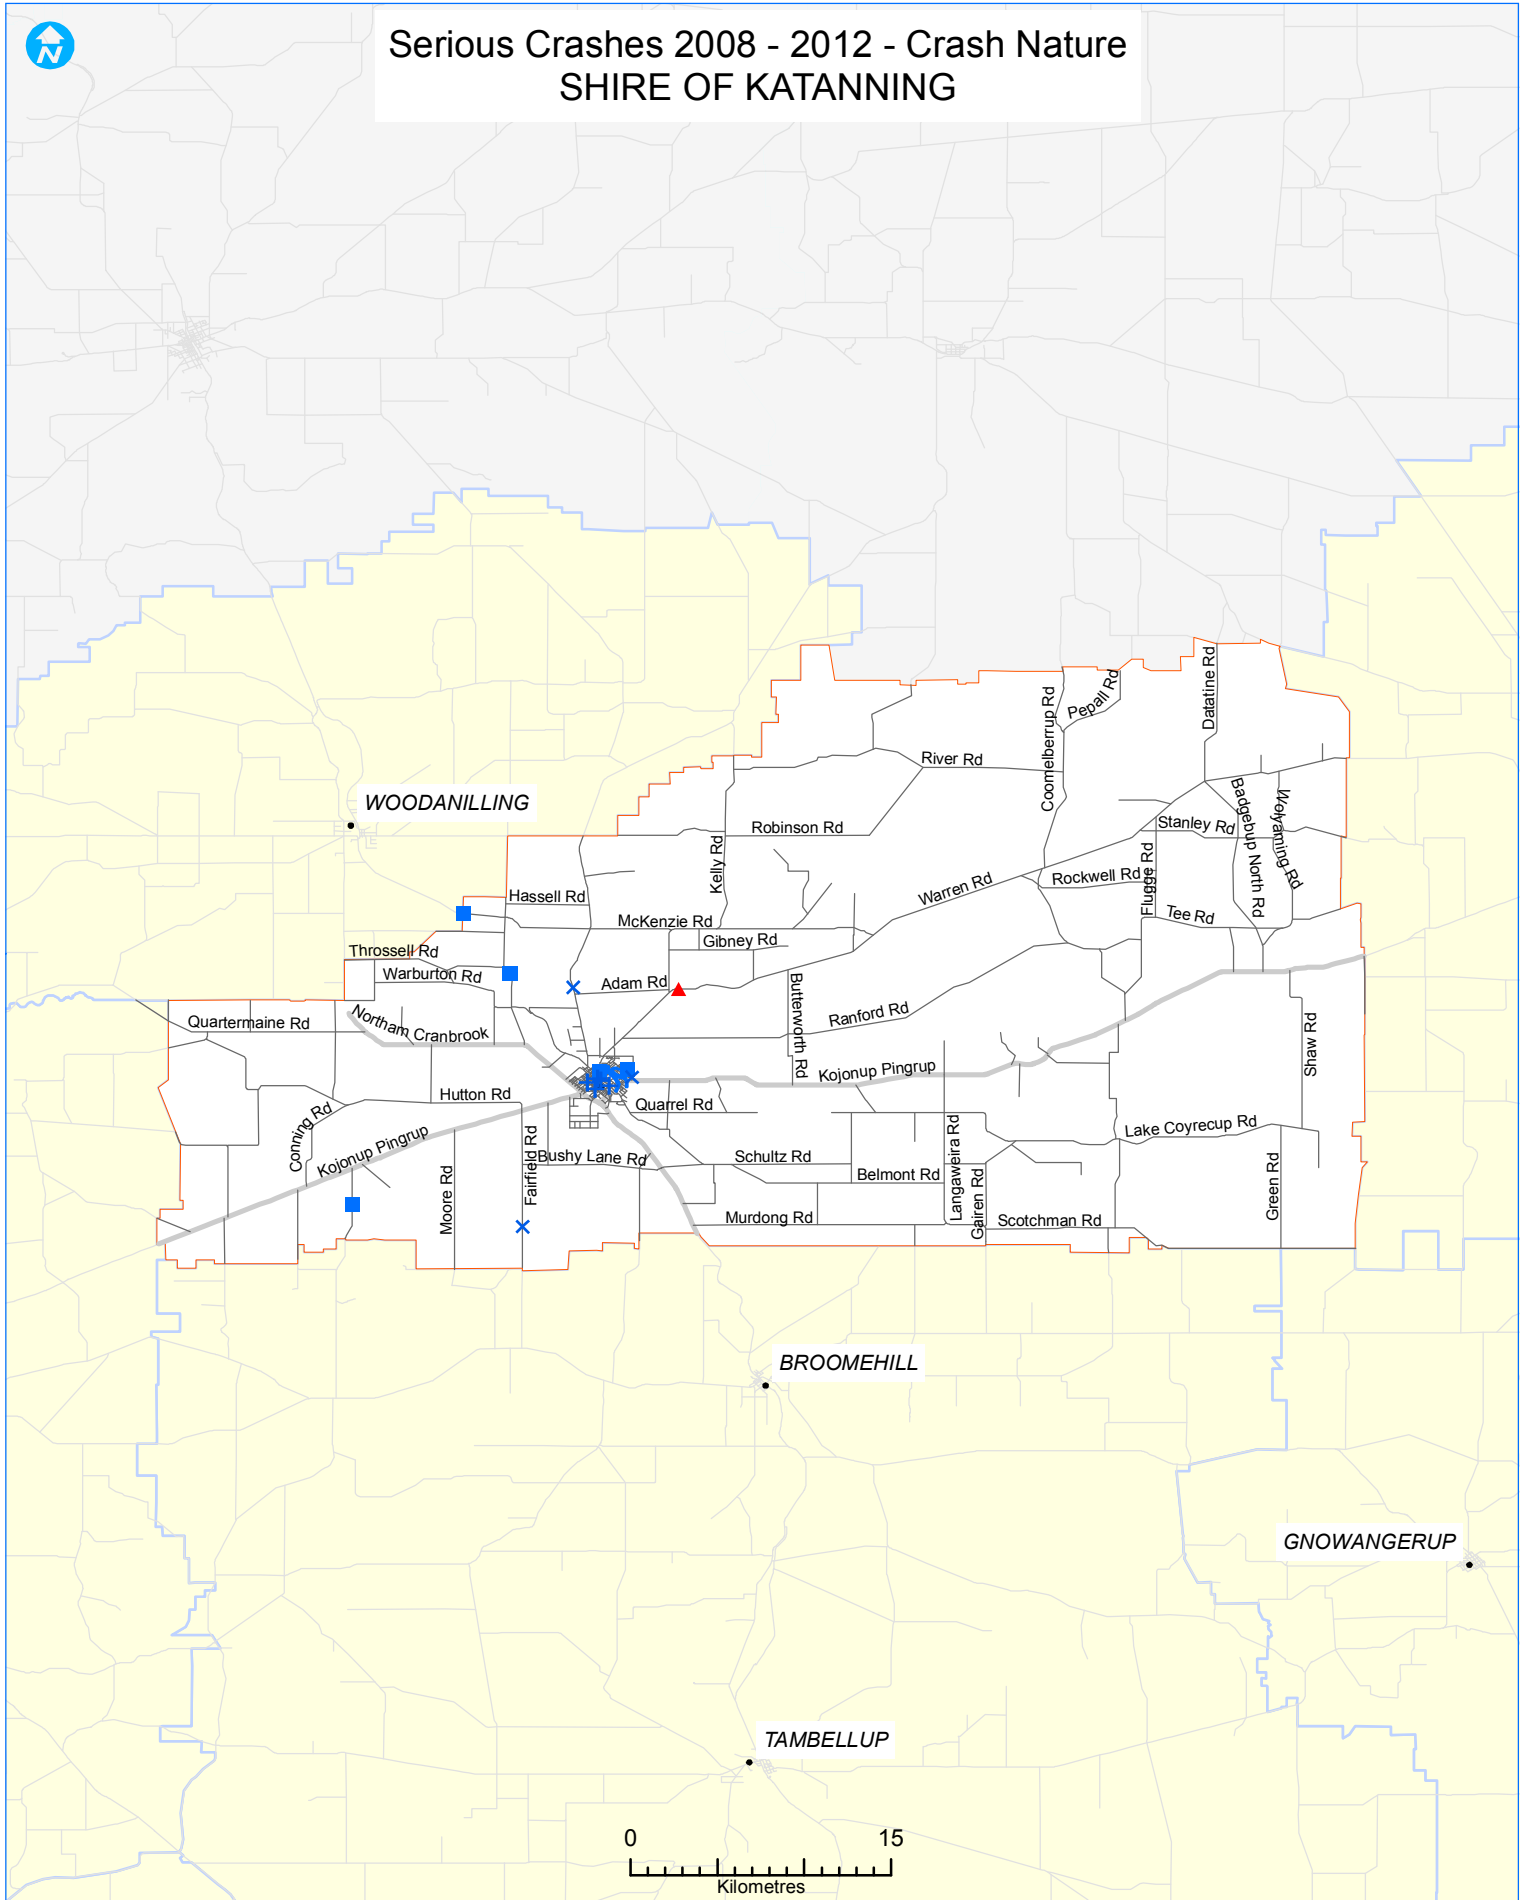 N
Serious Crashes 2008 - 2012 - Crash Nature
SHIRE OF KATANNING
Datatine Rd
Pepall Rd
Coomelberrup Rd
River Rd
WOODANILLING
Badgebup North Rd
Wolyaming Rd
Robinson Rd
Stanley Rd
Kelly Rd
Warren Rd
Rockwell Rd
Flugge Rd
Hassell Rd
McKenzie Rd
Tee Rd
Gibney Rd
Throssell Rd
Warburton Rd
Adam Rd
Butterworth Rd
Ranford Rd
Quartermaine Rd
Northam Cranbrook
Shaw Rd
Kojonup Pingrup
Hutton Rd
Quarrel Rd
Conning Rd
Kojonup Pingrup
Lake Coyrecup Rd
Langaweira Rd
Fairfield Rd
Bushy Lane Rd
Schultz Rd
Belmont Rd
Moore Rd
Gairen Rd
Green Rd
Murdong Rd
Scotchman Rd
BROOMEHILL
GNOWANGERUP
TAMBELLUP
0 15
Kilometres